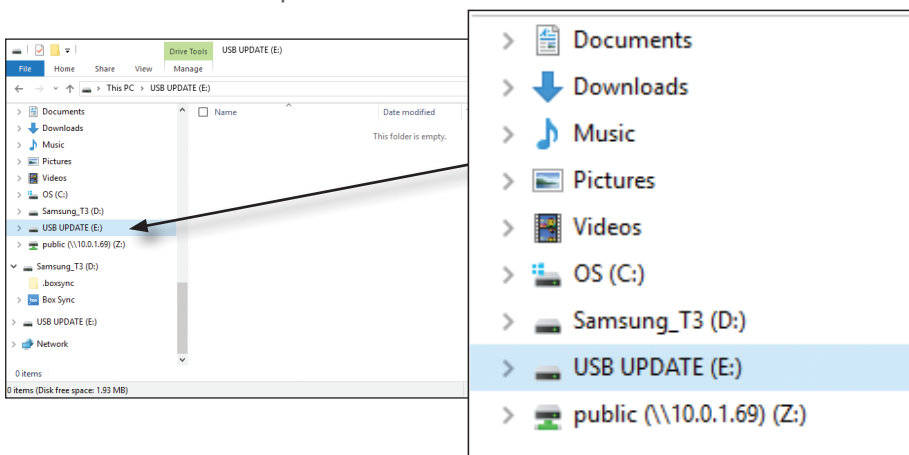 Drive Tools USB UPDATE (E:)
File Home Share View Manage
This PC > USB UPDATE (E:)
Name Date modified
Documents
This folder is empty.
Downloads
Music
Pictures
Videos
OS (C:)
Samsung_T3 (D:)
USB UPDATE (E:)
public (\\10.0.1.69) (Z:)
Samsung_T3 (D:)
.boxsync
Box Sync
USB UPDATE (E:)
Network
0 items
0 items (Disk free space: 1.93 MB)
Documents
Downloads
Music
Pictures
Videos
OS (C:)
Samsung_T3 (D:)
USB UPDATE (E:)
public (\\10.0.1.69) (Z:)